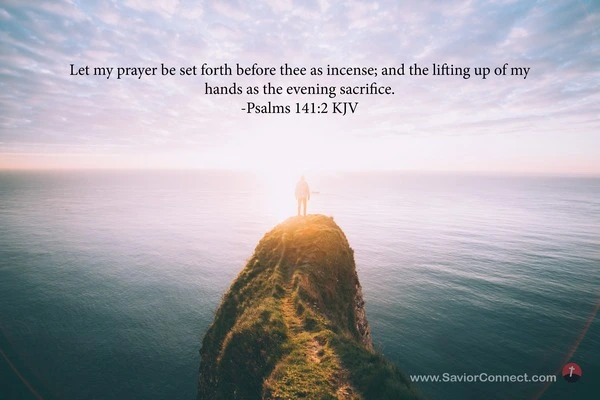 Let my prayer be set forth before thee as incense; and the lifting up of my
hands as the evening sacrifice.
-Psalms 141:2 KJV
www.SaviorConnect.com